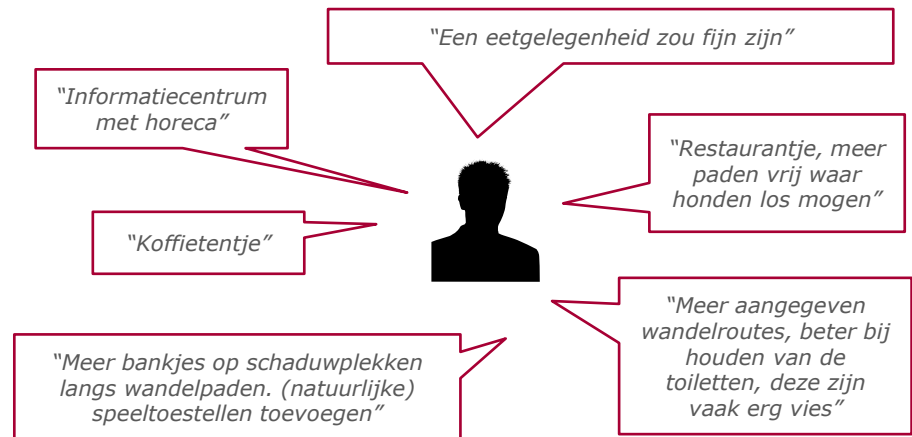 “Een eetgelegenheid zou fijn zijn”
“Informatiecentrum
met horeca”
“Restaurantje, meer
paden vrij waar
honden los mogen”
“Koffietentje”
“Meer aangegeven
wandelroutes, beter bij
houden van de
toiletten, deze zijn
vaak erg vies”
“Meer bankjes op schaduwplekken
langs wandelpaden. (natuurlijke)
speeltoestellen toevoegen”